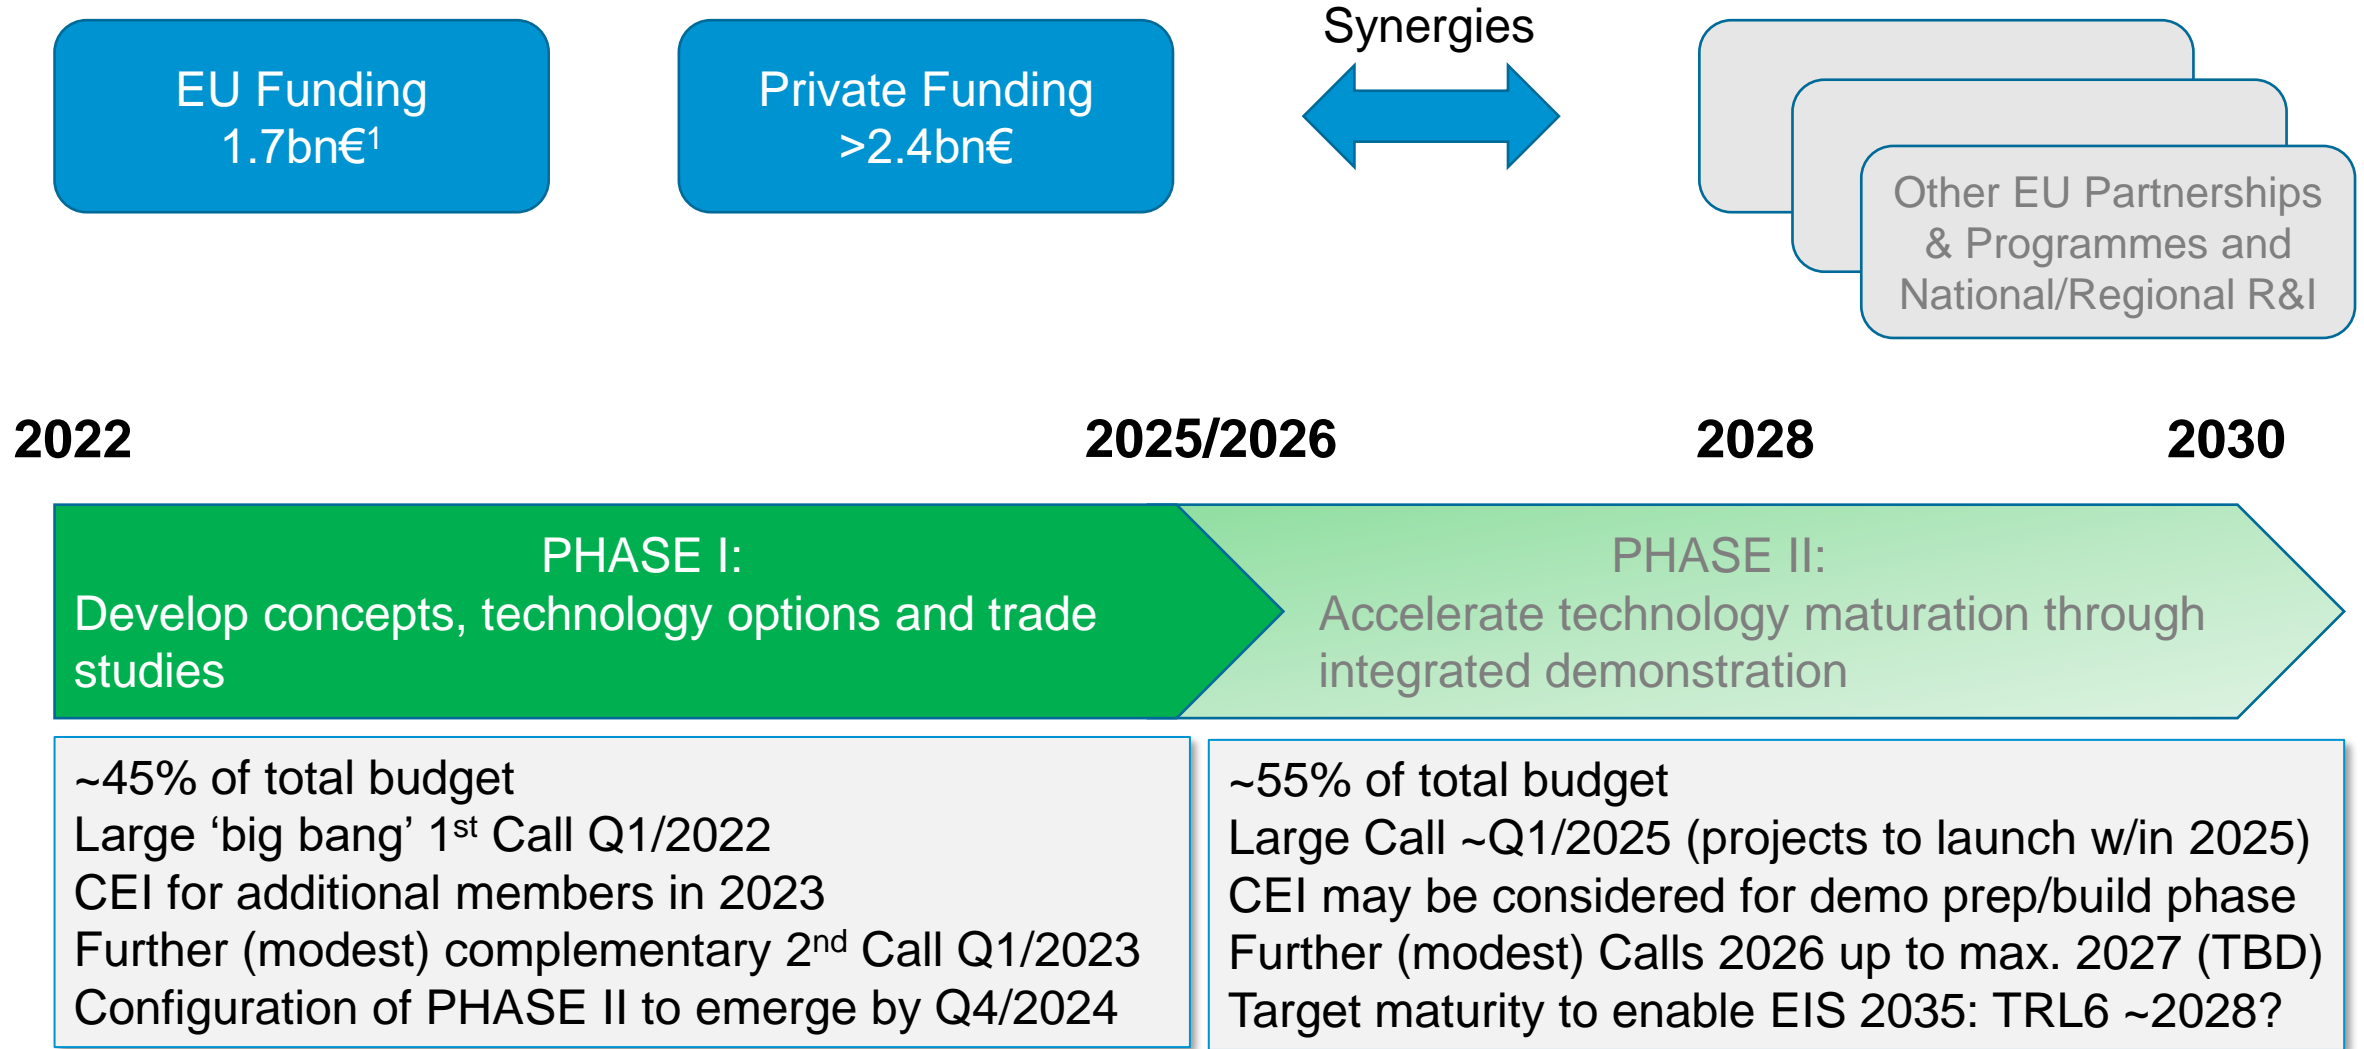 EU Funding
1.7bn€¹
Private Funding
>2.4bn€
Synergies
Other EU Partnerships
& Programmes and
National/Regional R&I
2022
2025/2026
2028
2030
PHASE I:
Develop concepts, technology options and trade
studies
PHASE II:
Accelerate technology maturation through
integrated demonstration
~45% of total budget
Large ‘big bang’ 1st Call Q1/2022
CEI for additional members in 2023
Further (modest) complementary 2nd Call Q1/2023
Configuration of PHASE II to emerge by Q4/2024
~55% of total budget
Large Call ~Q1/2025 (projects to launch w/in 2025)
CEI may be considered for demo prep/build phase
Further (modest) Calls 2026 up to max. 2027 (TBD)
Target maturity to enable EIS 2035: TRL6 ~2028?